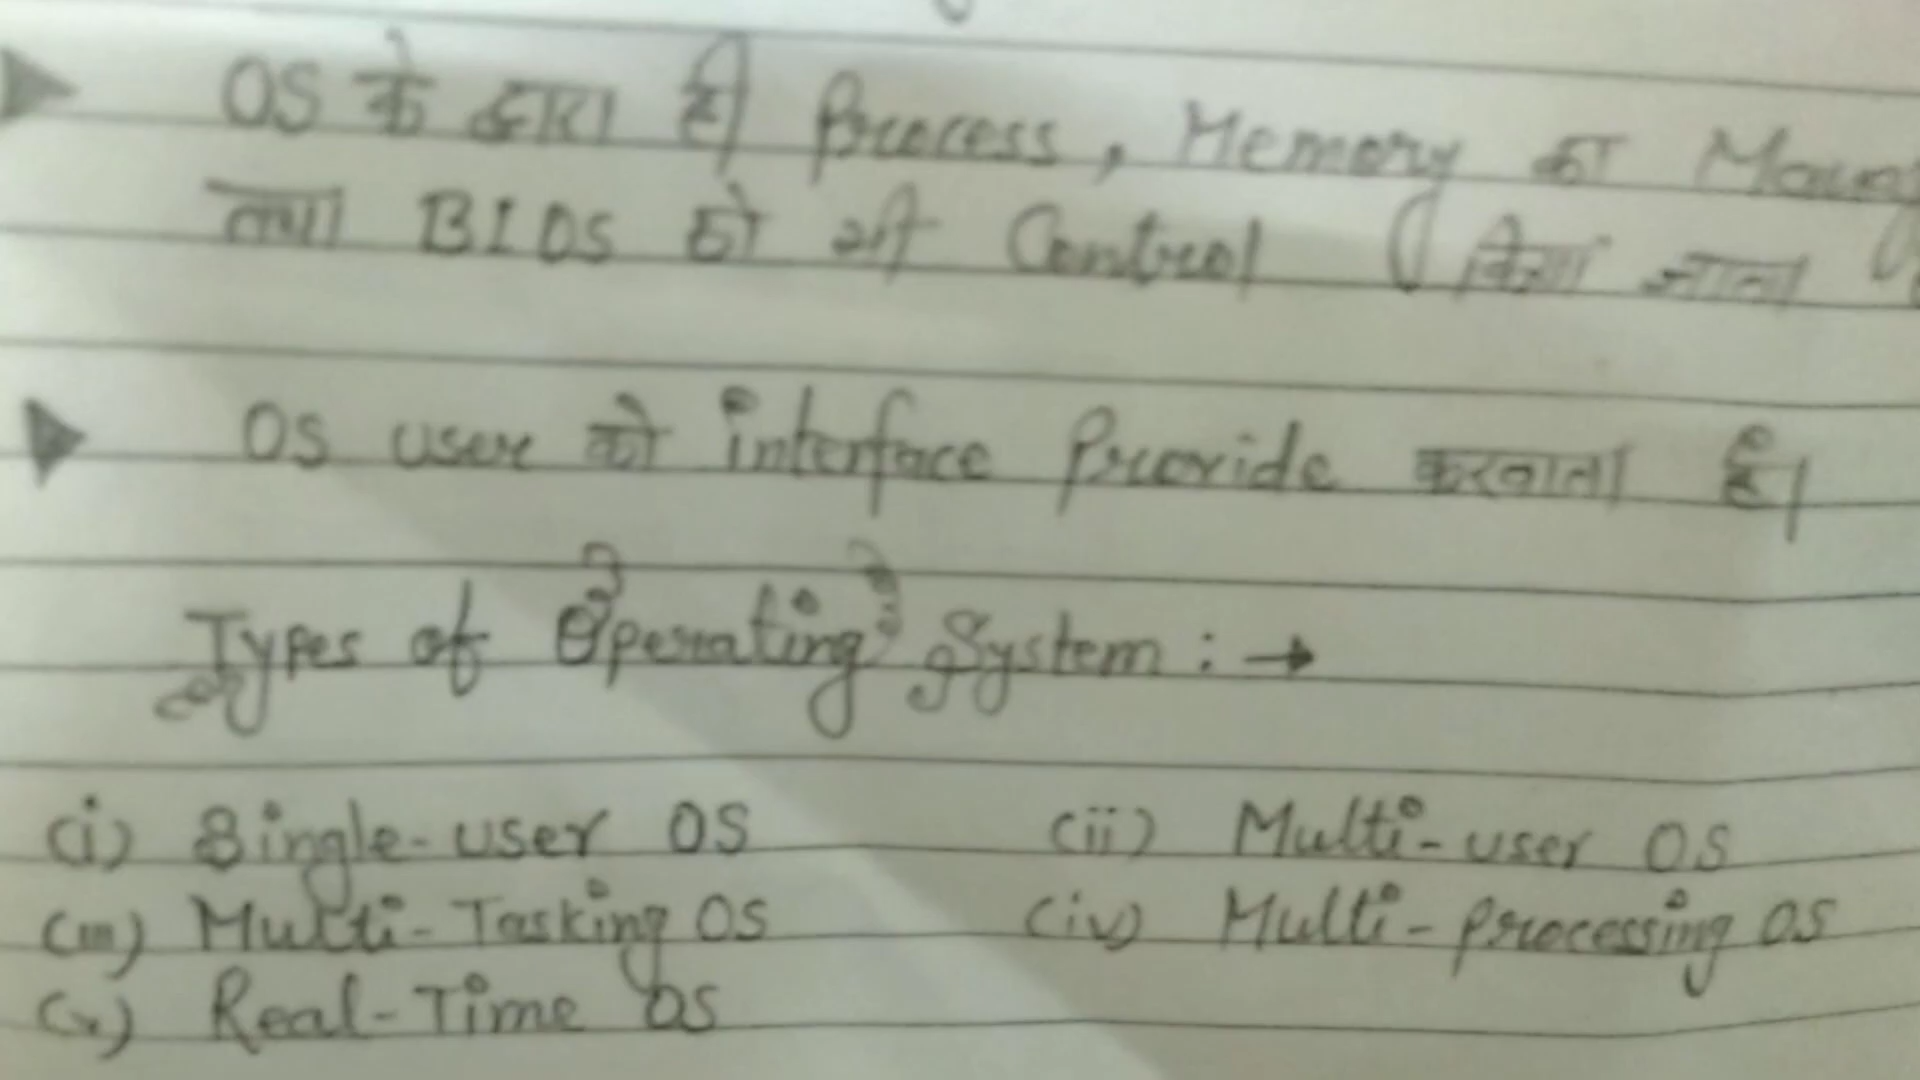 OS के द्वारा ही Process, Memory का
तथा BIOS को भी Control किया जाता
OS user को interface Provide करवाता है।
Types of Operating System : →
(i) Single-user OS (ii) Multi-user OS
(iii) Multi-Tasking OS (iv) Multi-processing OS
(v) Real-Time OS